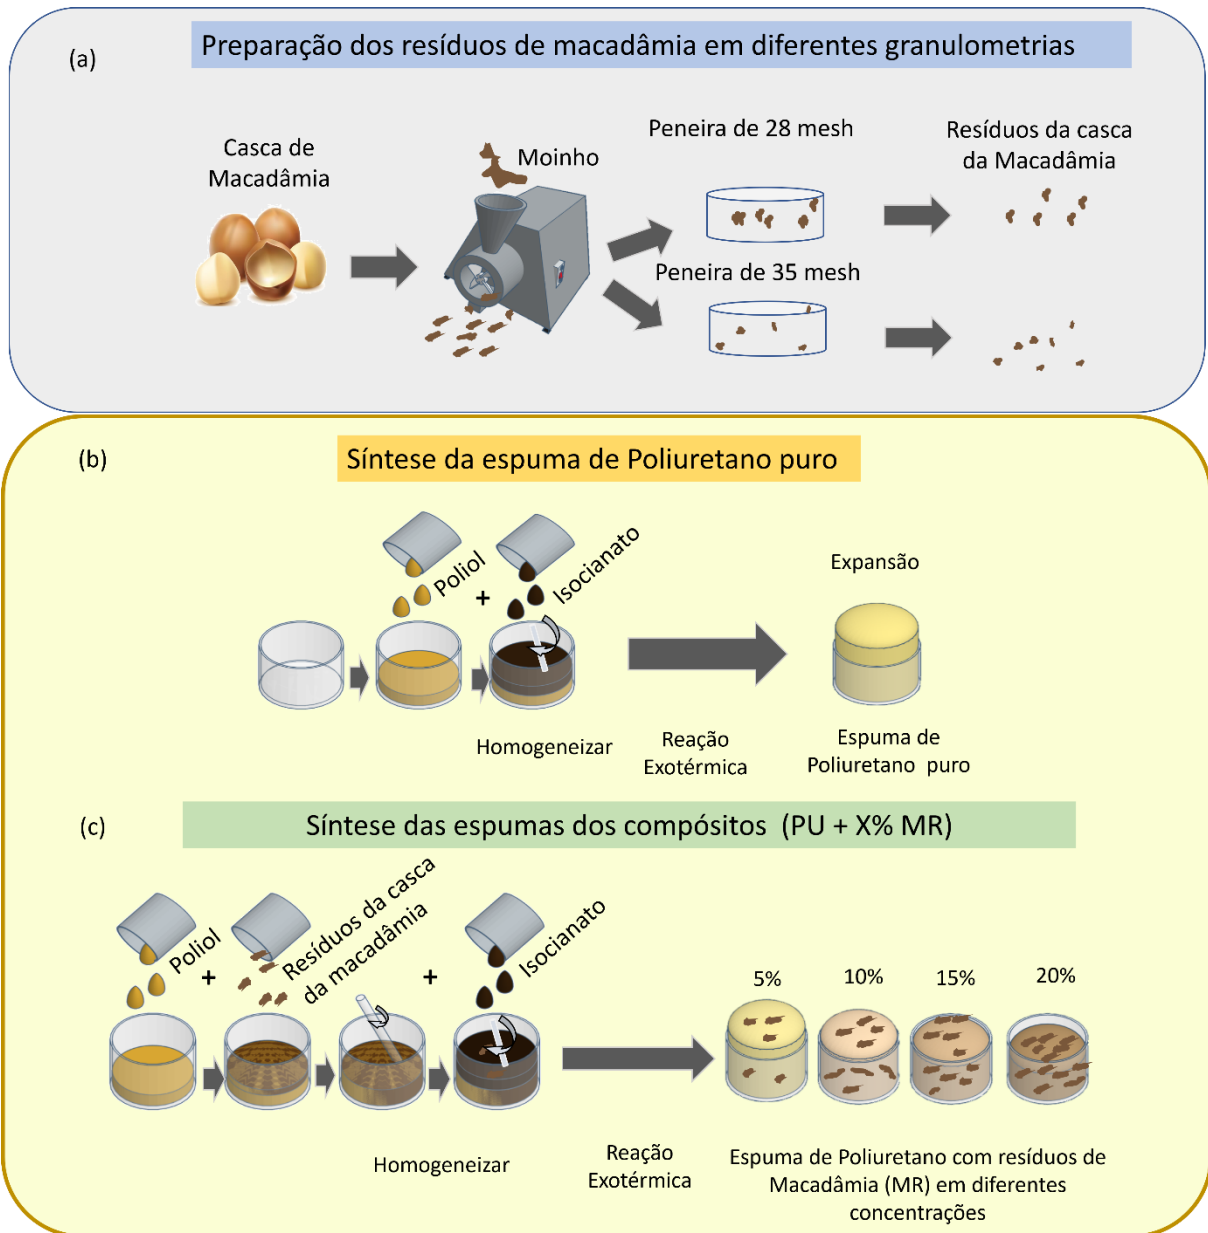 (a)
Preparação dos resíduos de macadâmia em diferentes granulometrias
Casca de
Macadâmia
Moinho
Peneira de 28 mesh
Resíduos da casca
da Macadâmia
Peneira de 35 mesh
(b)
Síntese da espuma de Poliuretano puro
Poliol
+
Isocianato
Expansão
Homogeneizar
Reação
Exotérmica
Espuma de
Poliuretano puro
(c)
Síntese das espumas dos compósitos (PU + X% MR)
Poliol
+
Resíduos da casca
da macadâmia
+
Isocianato
5%
10%
15%
20%
Homogeneizar
Reação
Exotérmica
Espuma de Poliuretano com resíduos de
Macadâmia (MR) em diferentes
concentrações